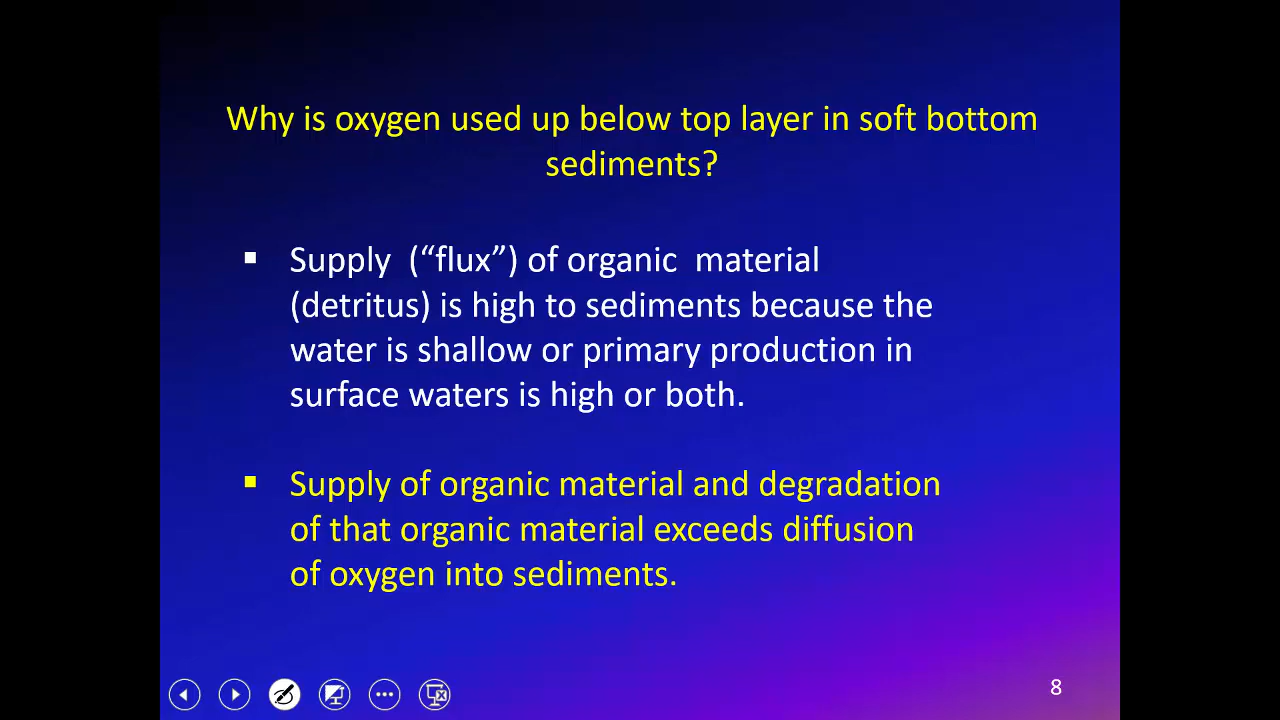 Why is oxygen used up below top layer in soft bottom
sediments?
▪ Supply (“flux”) of organic material
(detritus) is high to sediments because the
water is shallow or primary production in
surface waters is high or both.
▪ Supply of organic material and degradation
of that organic material exceeds diffusion
of oxygen into sediments.
8